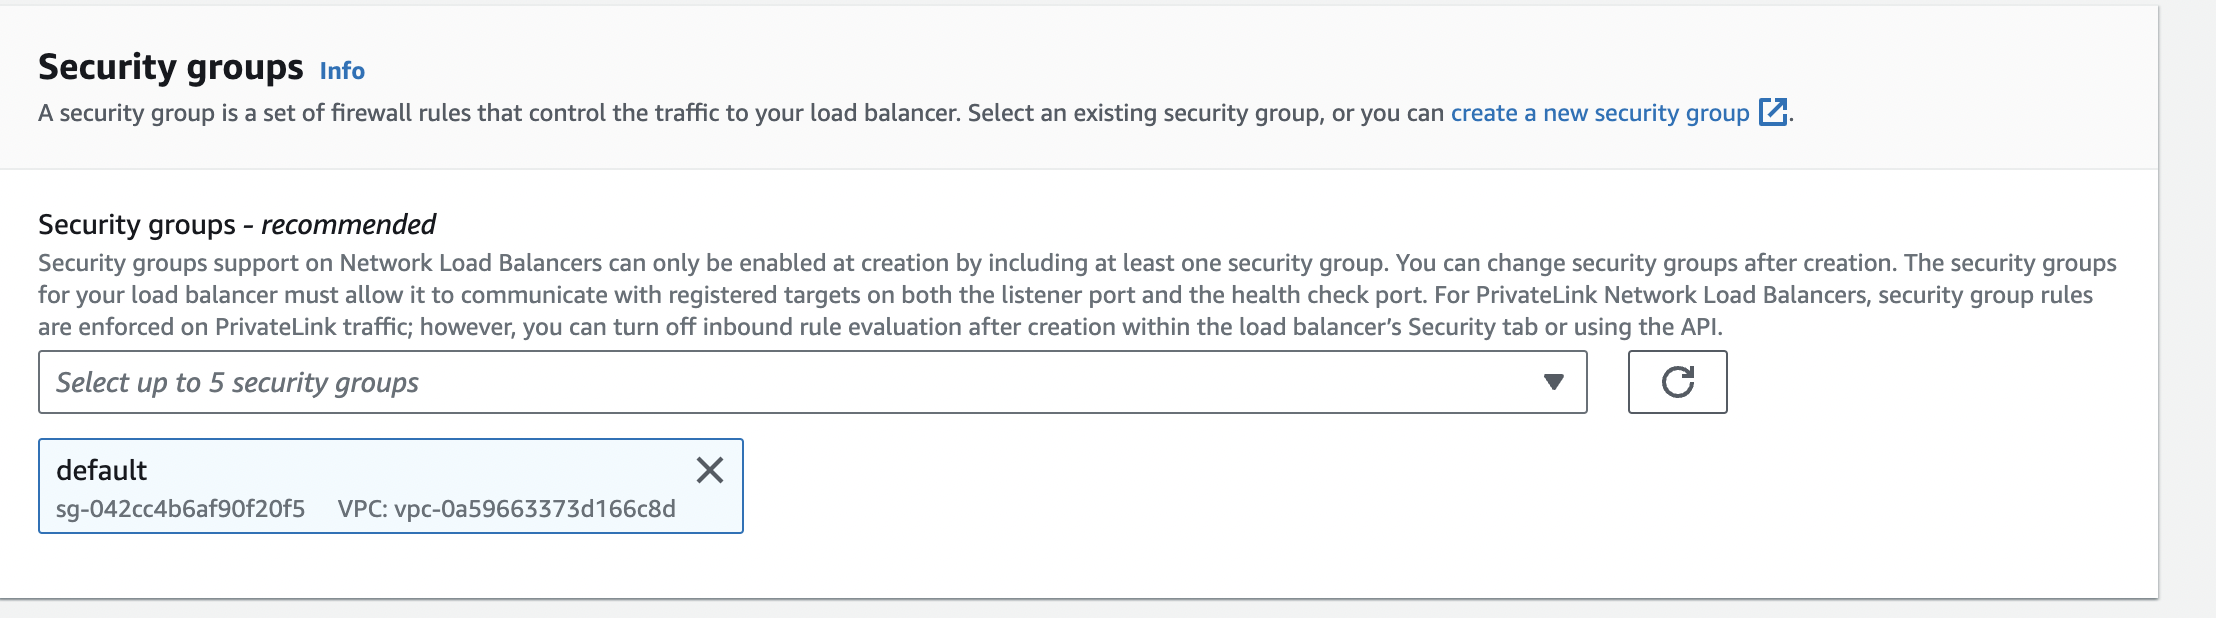 Security groups Info
A security group is a set of firewall rules that control the traffic to your load balancer. Select an existing security group, or you can create a new security group.
Security groups - recommended
Security groups support on Network Load Balancers can only be enabled at creation by including at least one security group. You can change security groups after creation. The security groups
for your load balancer must allow it to communicate with registered targets on both the listener port and the health check port. For PrivateLink Network Load Balancers, security group rules
are enforced on PrivateLink traffic; however, you can turn off inbound rule evaluation after creation within the load balancer’s Security tab or using the API.
Select up to 5 security groups
default
sg-042cc4b6af90f20f5 VPC: vpc-0a59663373d166c8d